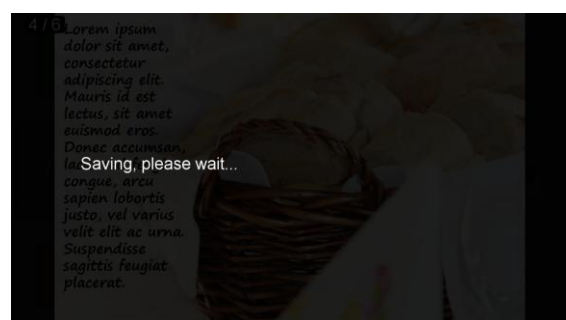 4 / 6
Lorem ipsum
dolor sit amet,
consectetur
adipiscing elit.
Mauris id est
lectus, sit amet
euismod eros.
Donec accumsan,
Saving, please wait...
congue, arcu
sapien lobortis
justo, vel varius
velit elit ac urna.
Suspendisse
sagittis feugiat
placerat.